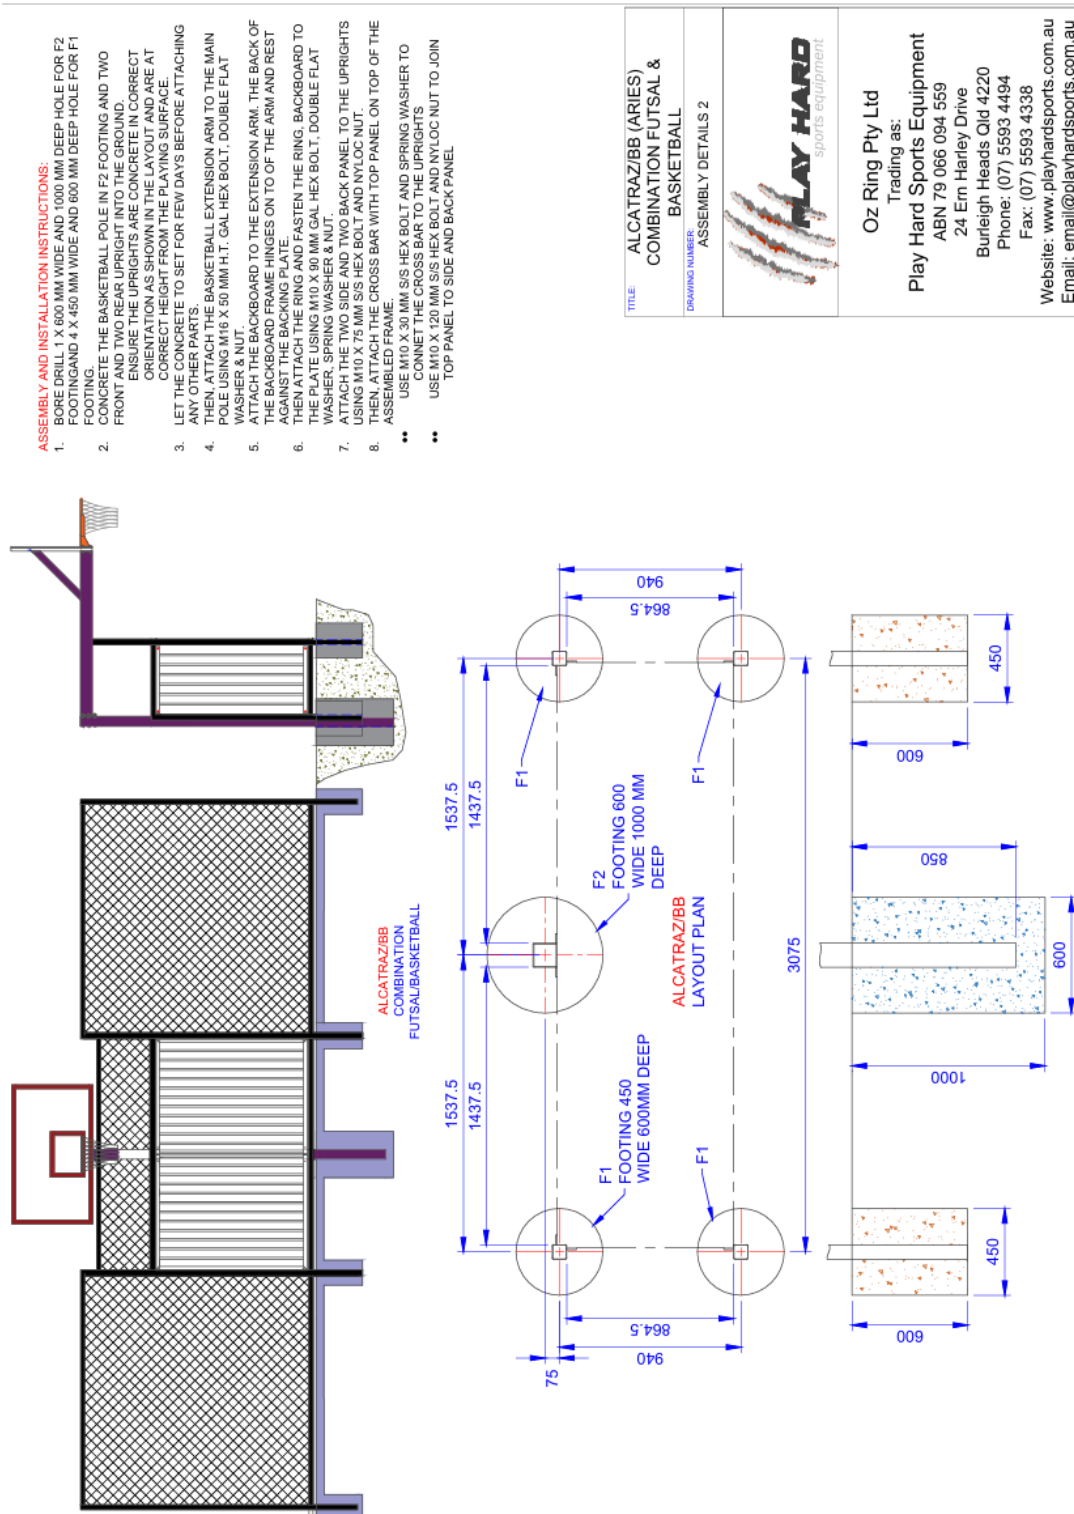 ASSEMBLY AND INSTALLATION INSTRUCTIONS:
1. BORE DRILL 1 X 600 MM WIDE AND 1000 MM DEEP HOLE FOR F2
FOOTINGAND 4 X 450 MM WIDE AND 600 MM DEEP HOLE FOR F1
FOOTING.
2. CONCRETE THE BASKETBALL POLE IN F2 FOOTING AND TWO
FRONT AND TWO REAR UPRIGHT INTO THE GROUND.
ENSURE THE UPRIGHTS ARE CONCRETE IN CORRECT
ORIENTATION AS SHOWN IN THE LAYOUT AND ARE AT
CORRECT HEIGHT FROM THE PLAYING SURFACE.
3. LET THE CONCRETE TO SET FOR FEW DAYS BEFORE ATTACHING
ANY OTHER PARTS.
4. THEN, ATTACH THE BASKETBALL EXTENSION ARM TO THE MAIN
POLE USING M16 X 50 MM H.T. GAL HEX BOLT, DOUBLE FLAT
WASHER & NUT.
5. ATTACH THE BACKBOARD TO THE EXTENSION ARM. THE BACK OF
THE BACKBOARD FRAME HINGES ON TO OF THE ARM AND REST
AGAINST THE BACKING PLATE.
6. THEN ATTACH THE RING AND FASTEN THE RING, BACKBOARD TO
THE PLATE USING M10 X 90 MM GAL HEX BOLT, DOUBLE FLAT
WASHER, SPRING WASHER & NUT.
7. ATTACH THE TWO SIDE AND TWO BACK PANEL TO THE UPRIGHTS
USING M10 X 75 MM S/S HEX BOLT AND NYLOC NUT.
8. THEN, ATTACH THE CROSS BAR WITH TOP PANEL ON TOP OF THE
ASSEMBLED FRAME.
•• USE M10 X 30 MM S/S HEX BOLT AND SPRING WASHER TO
CONNET THE CROSS BAR TO THE UPRIGHTS
•• USE M10 X 120 MM S/S HEX BOLT AND NYLOC NUT TO JOIN
TOP PANEL TO SIDE AND BACK PANEL
ALCATRAZ/BB
COMBINATION
FUTSAL/BASKETBALL
1537.5
1537.5
1437.5
1437.5
75
940
864.5
940
864.5
F1
FOOTING 450
WIDE 600MM DEEP
F2
FOOTING 600
WIDE 1000 MM
DEEP
F1
F1
F1
ALCATRAZ/BB
LAYOUT PLAN
3075
600
450
1000
850
600
600
450
TITLE:
ALCATRAZ/BB (ARIES)
COMBINATION FUTSAL &
BASKETBALL
DRAWING NUMBER:
ASSEMBLY DETAILS 2
PLAY HARD
sports equipment
Oz Ring Pty Ltd
Trading as:
Play Hard Sports Equipment
ABN 79 066 094 559
24 Ern Harley Drive
Burleigh Heads Qld 4220
Phone: (07) 5593 4494
Fax: (07) 5593 4338
Website: www.playhardsports.com.au
Email: email@playhardsports.com.au